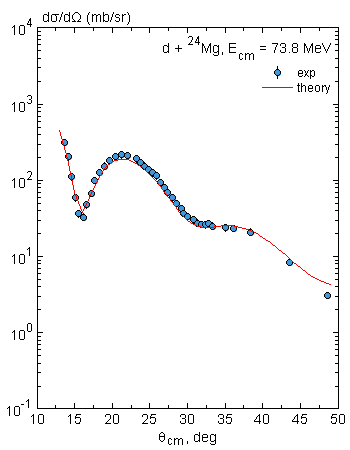 dσ/dΩ (mb/sr)
10^4
d + ^24Mg, E_cm = 73.8 MeV
exp
theory
10^3
10^2
10^1
10^0
10^-1
10 15 20 25 30 35 40 45 50
θ_cm, deg